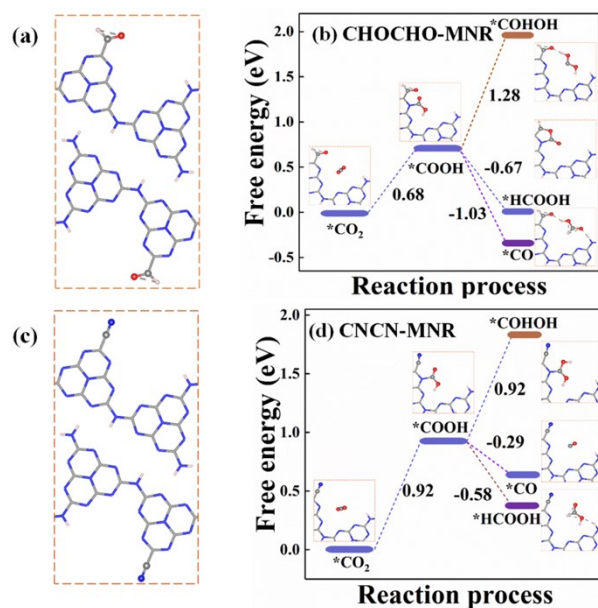 (a)
(b) CHOCHO-MNR
Free energy (eV)
2.0
1.5
1.0
0.5
0.0
-0.5
*COHOH
1.28
*COOH
0.68
-0.67
*HCOOH
-1.03
*CO₂
*CO
Reaction process
(c)
(d) CNCN-MNR
Free energy (eV)
2.0
1.5
1.0
0.5
0.0
*COHOH
0.92
*COOH
-0.29
*CO
0.92
-0.58
*HCOOH
*CO₂
Reaction process